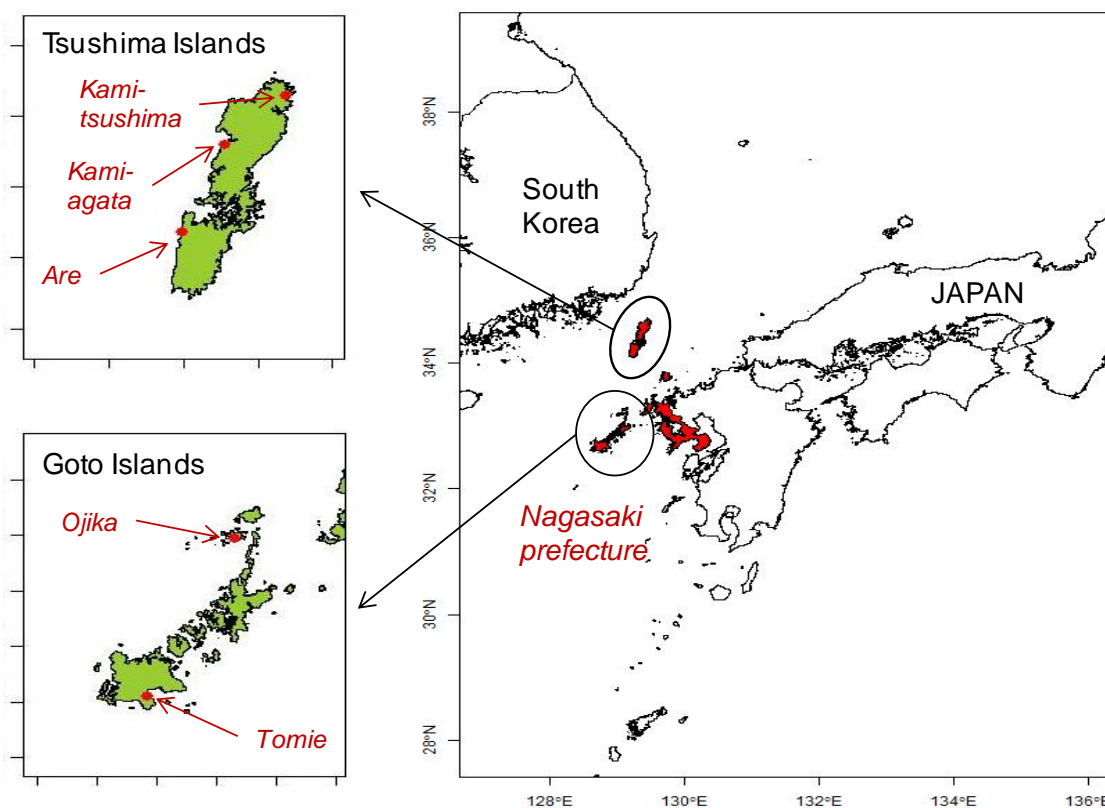 Tsushima Islands
Kami-
tsushima
Kami-
agata
Are
Goto Islands
Ojika
Tomie
South
Korea
JAPAN
Nagasaki
prefecture
38°N
36°N
34°N
32°N
30°N
28°N
128°E
130°E
132°E
134°E
136°E